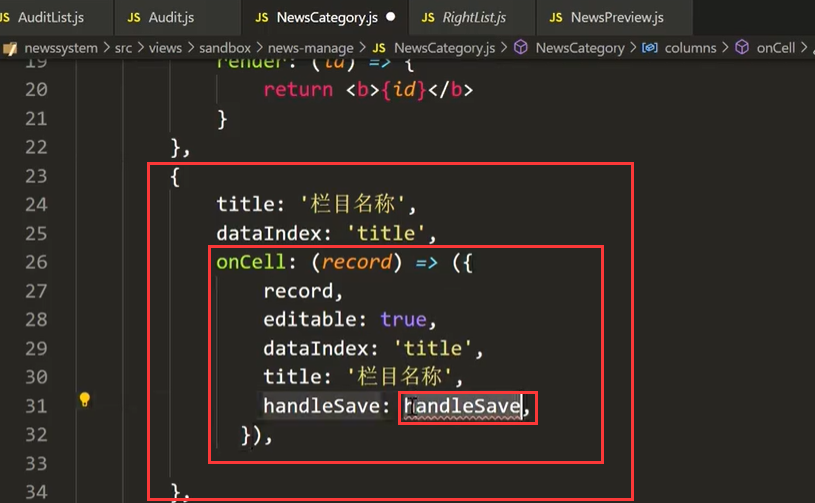 JS AuditList.js JS Audit.js JS NewsCategory.js ● JS RightList.js JS NewsPreview.js
newssystem > src > views > sandbox > news-manage > JS NewsCategory.js > NewsCategory > columns > onCell >
19 render: (id) => {
20 return <b>{id}</b>
21 }
22 },
23 {
24 title: '栏目名称',
25 dataIndex: 'title',
26 onCell: (record) => ({
27 record,
28 editable: true,
29 dataIndex: 'title',
30 title: '栏目名称',
31 handleSave: handleSave,
32 }),
33
34 },